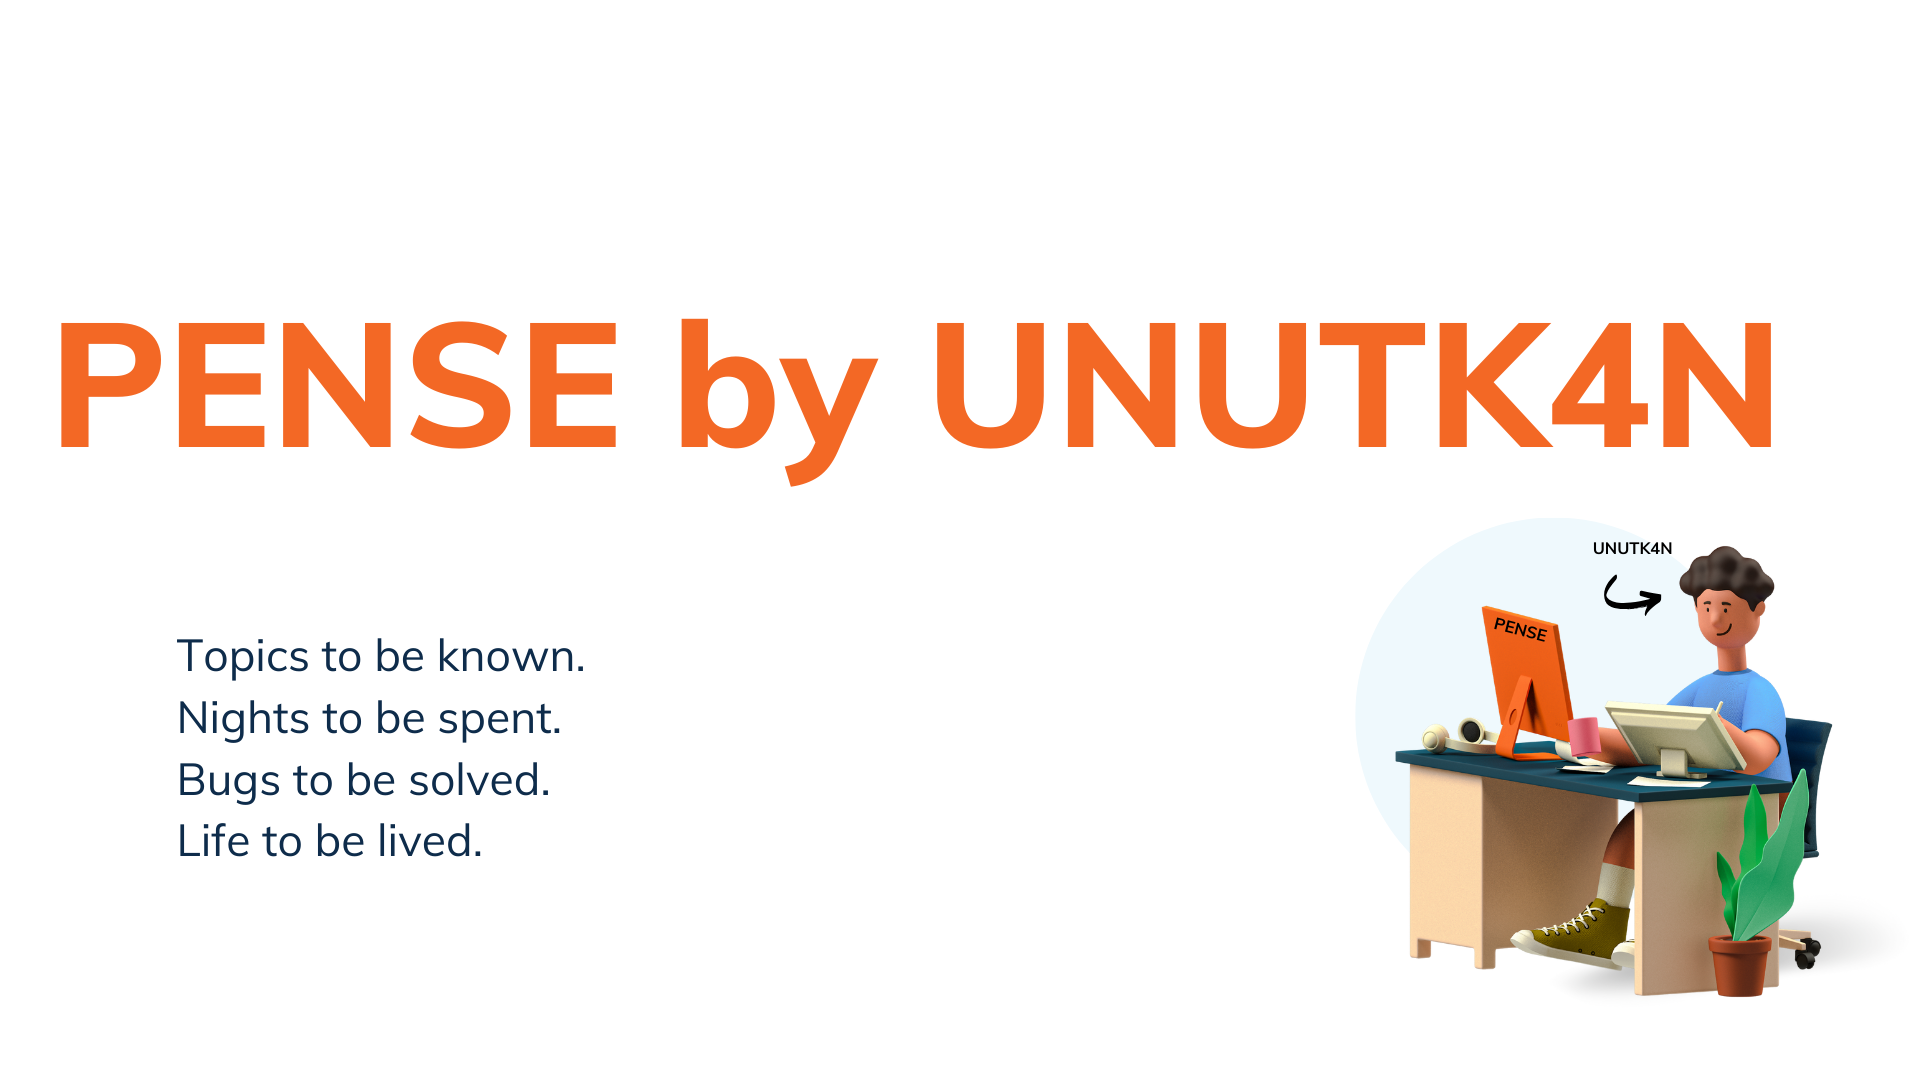 PENSE by UNUTK4N
UNUTK4N
PENSE
Topics to be known.
Nights to be spent.
Bugs to be solved.
Life to be lived.